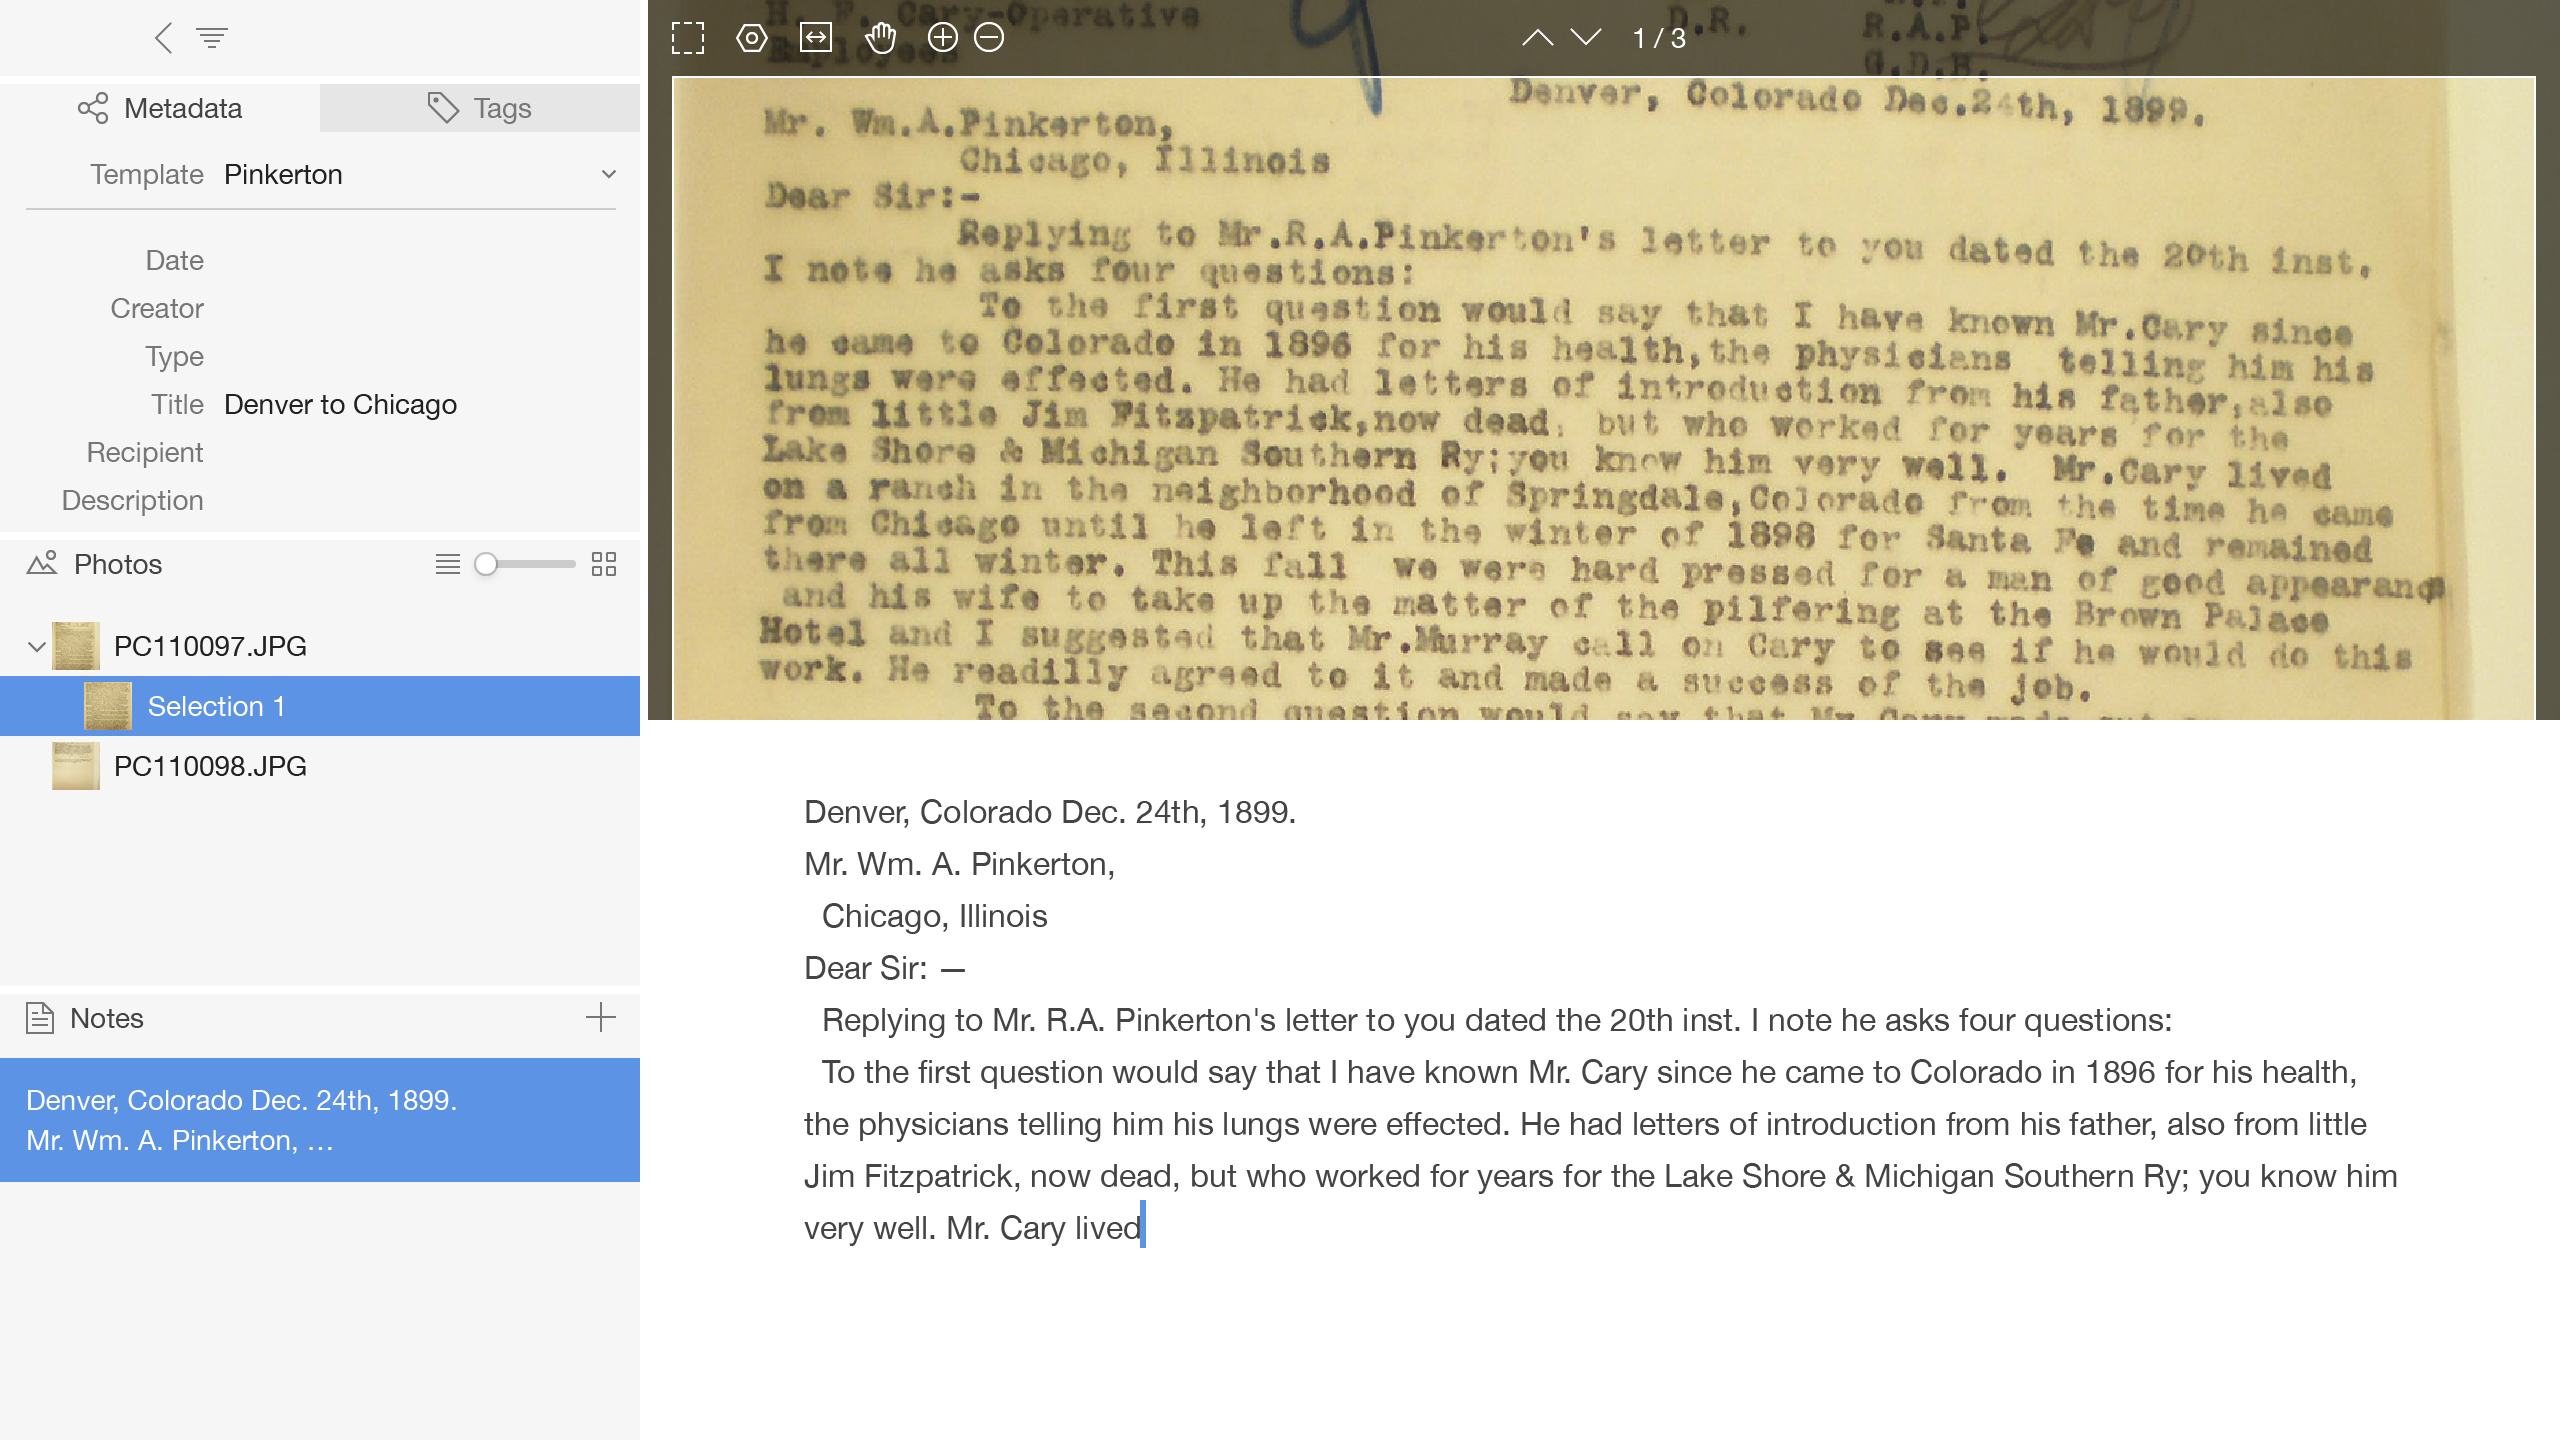 Metadata
Tags
Template Pinkerton
Date
Creator
Type
Title Denver to Chicago
Recipient
Description
Photos
PC110097.JPG
Selection 1
PC110098.JPG
Notes
Denver, Colorado Dec. 24th, 1899.
Mr. Wm. A. Pinkerton, …
H. F. Cary-Operative
Employees
D.R.
R.A.P.
G.D.B.
1 / 3
Denver, Colorado Dec.24th, 1899.
Mr. Wm.A.Pinkerton,
Chicago, Illinois
Dear Sir:-
Replying to Mr.R.A.Pinkerton's letter to you dated the 20th inst.
I note he asks four questions:
To the first question would say that I have known Mr.Cary since
he came to Colorado in 1896 for his health,the physicians telling him his
lungs were effected. He had letters of introduction from his father,also
from little Jim Fitzpatrick,now dead, but who worked for years for the
Lake Shore & Michigan Southern Ry;you know him very well. Mr.Cary lived
on a ranch in the neighborhood of Springdale,Colorado from the time he came
from Chicago until he left in the winter of 1898 for Santa Fe and remained
there all winter. This fall we were hard pressed for a man of good appearance
and his wife to take up the matter of the pilfering at the Brown Palace
Hotel and I suggested that Mr.Murray call on Cary to see if he would do this
work. He readilly agreed to it and made a success of the job.
To the second question would say that Mr Cary made out
Denver, Colorado Dec. 24th, 1899.
Mr. Wm. A. Pinkerton,
Chicago, Illinois
Dear Sir: —
Replying to Mr. R.A. Pinkerton's letter to you dated the 20th inst. I note he asks four questions:
To the first question would say that I have known Mr. Cary since he came to Colorado in 1896 for his health,
the physicians telling him his lungs were effected. He had letters of introduction from his father, also from little
Jim Fitzpatrick, now dead, but who worked for years for the Lake Shore & Michigan Southern Ry; you know him
very well. Mr. Cary lived